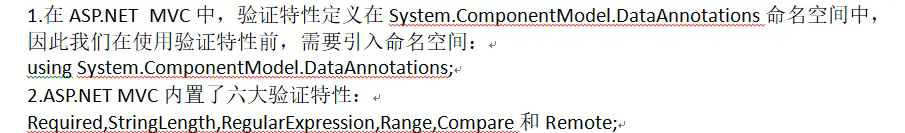 1.在 ASP.NET  MVC 中，验证特性定义在 System.ComponentModel.DataAnnotations 命名空间中，
因此我们在使用验证特性前，需要引入命名空间：
using System.ComponentModel.DataAnnotations;
2.ASP.NET MVC 内置了六大验证特性：
Required,StringLength,RegularExpression,Range,Compare 和 Remote;